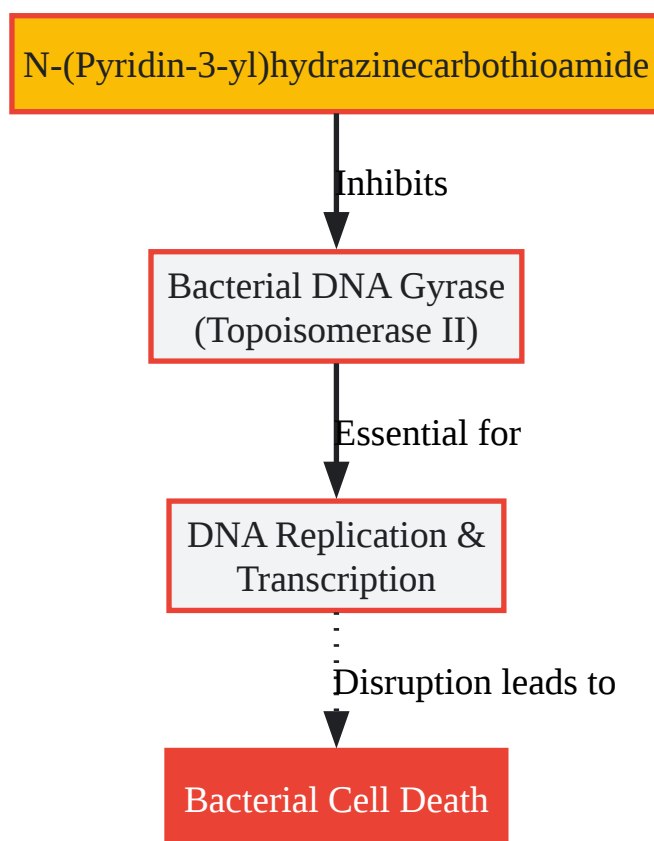 N-(Pyridin-3-yl)hydrazinecarbothioamide
Inhibits
Bacterial DNA Gyrase
(Topoisomerase II)
Essential for
DNA Replication &
Transcription
Disruption leads to
Bacterial Cell Death